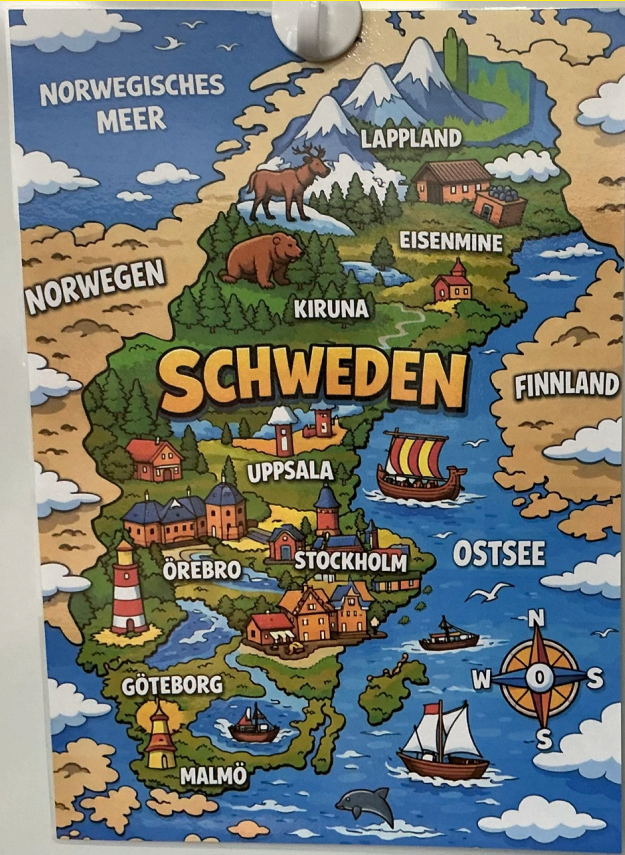 NORWEGISCHES
MEER
LAPPLAND
EISENMINE
NORWEGEN
KIRUNA
SCHWEDEN
FINNLAND
UPPSALA
ÖREBRO
STOCKHOLM
OSTSEE
N
W O S
S
GÖTEBORG
MALMÖ